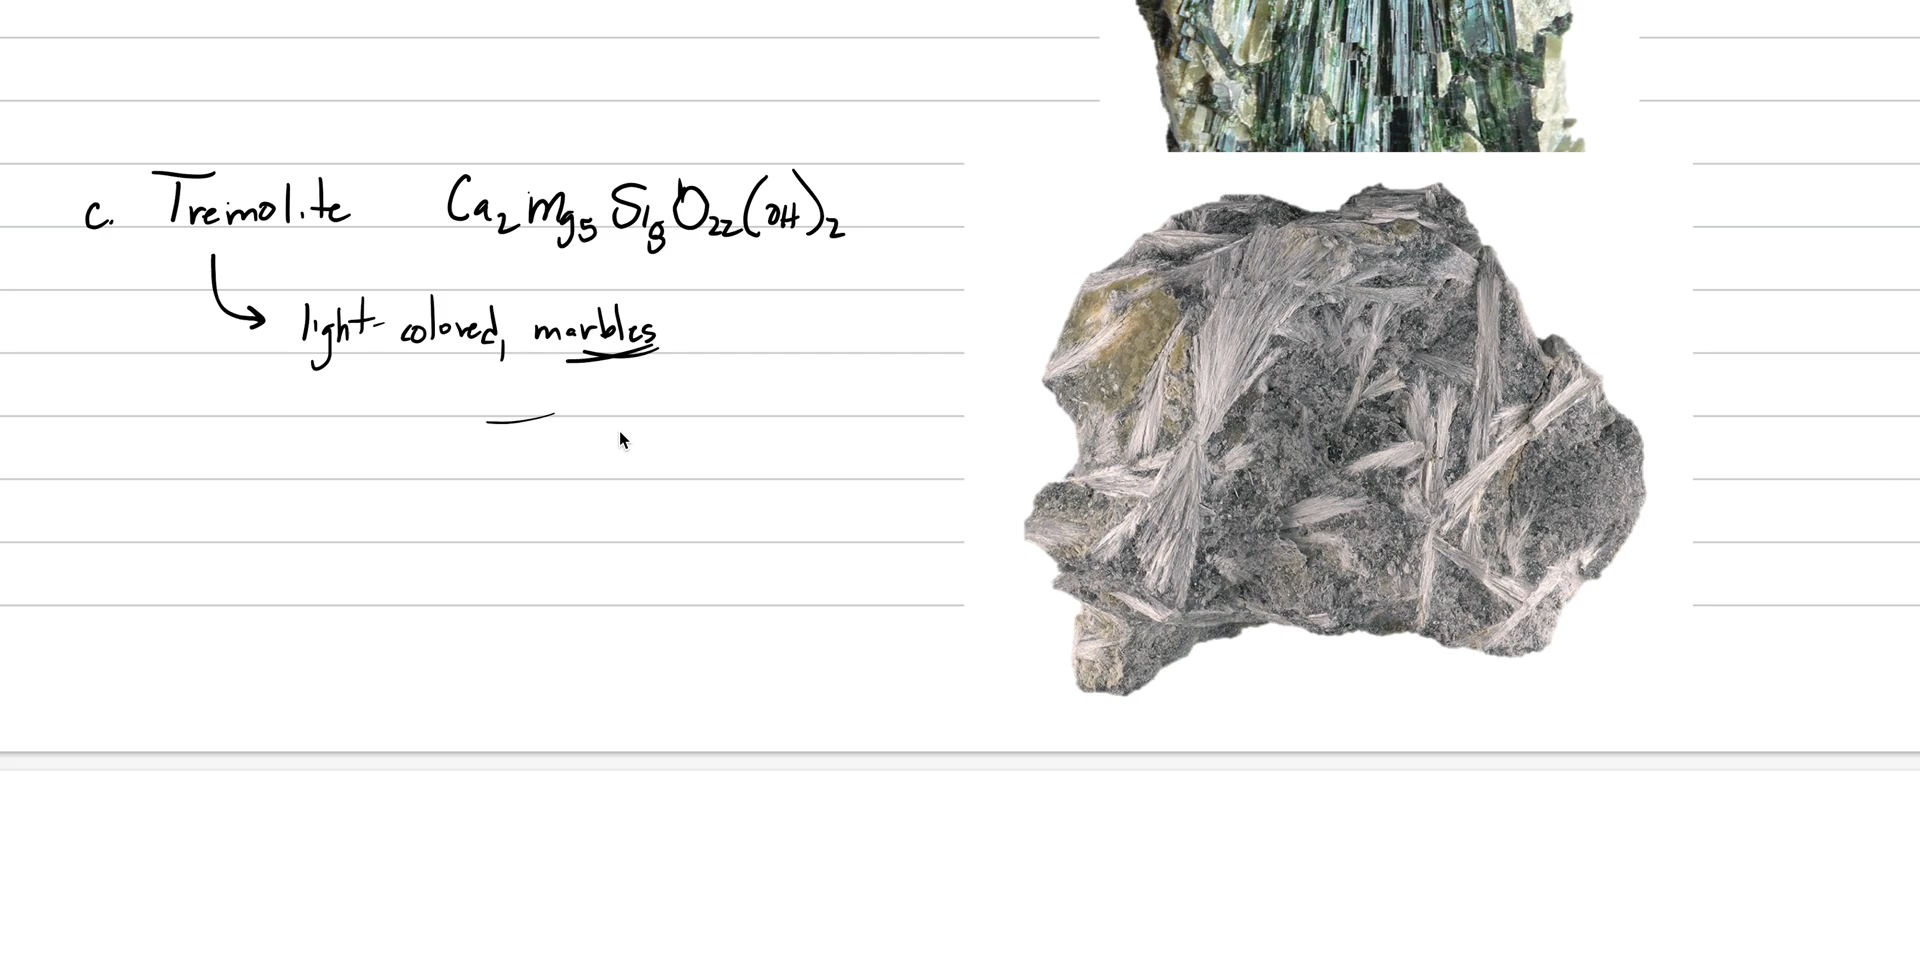 c. Tremolite Ca₂Mg₅Si₈O₂₂(OH)₂
light-colored, marbles